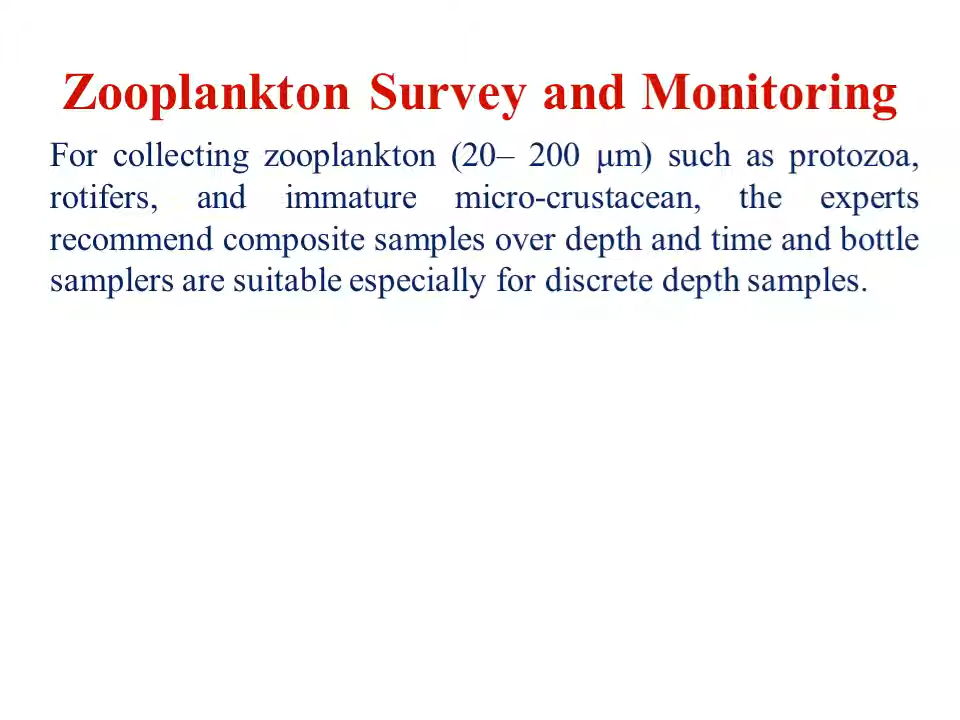 Zooplankton Survey and Monitoring
For collecting zooplankton (20– 200 μm) such as protozoa,
rotifers, and immature micro-crustacean, the experts
recommend composite samples over depth and time and bottle
samplers are suitable especially for discrete depth samples.